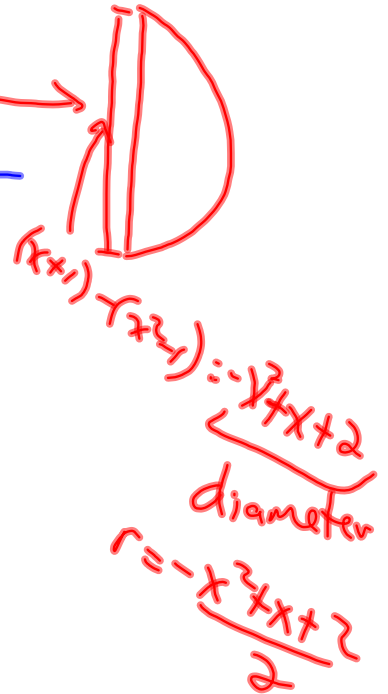 (x+1)-(x²-1) = -x²+x+2
diameter
r = -x²+x+2 / 2